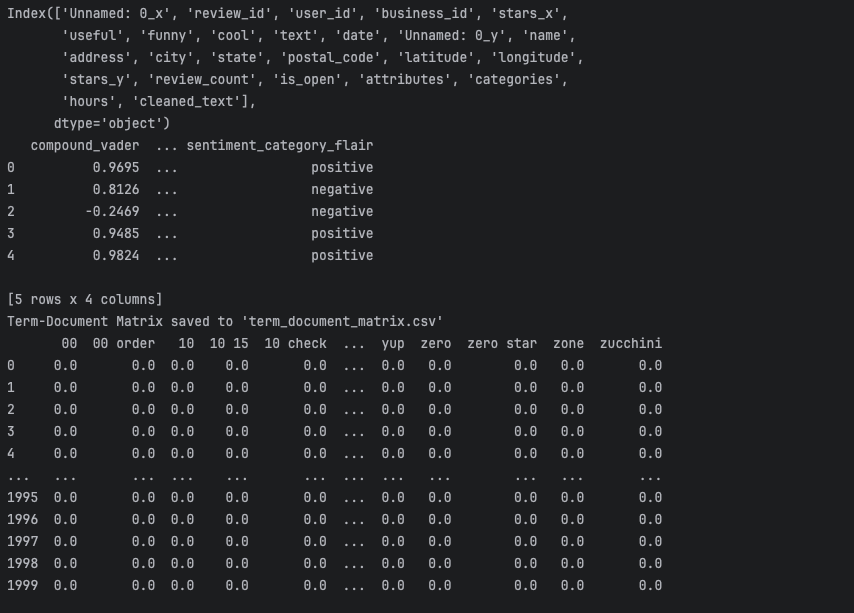 Index(['Unnamed: 0_x', 'review_id', 'user_id', 'business_id', 'stars_x',
       'useful', 'funny', 'cool', 'text', 'date', 'Unnamed: 0_y', 'name',
       'address', 'city', 'state', 'postal_code', 'latitude', 'longitude',
       'stars_y', 'review_count', 'is_open', 'attributes', 'categories',
       'hours', 'cleaned_text'],
      dtype='object')
   compound_vader  ... sentiment_category_flair
0          0.9695  ...                 positive
1          0.8126  ...                 negative
2         -0.2469  ...                 negative
3          0.9485  ...                 positive
4          0.9824  ...                 positive
[5 rows x 4 columns]
Term-Document Matrix saved to 'term_document_matrix.csv'
       00  00 order   10  10 15  10 check  ...  yup  zero  zero star  zone  zucchini
0     0.0       0.0  0.0    0.0       0.0  ...  0.0   0.0        0.0   0.0       0.0
1     0.0       0.0  0.0    0.0       0.0  ...  0.0   0.0        0.0   0.0       0.0
2     0.0       0.0  0.0    0.0       0.0  ...  0.0   0.0        0.0   0.0       0.0
3     0.0       0.0  0.0    0.0       0.0  ...  0.0   0.0        0.0   0.0       0.0
4     0.0       0.0  0.0    0.0       0.0  ...  0.0   0.0        0.0   0.0       0.0
...   ...       ...  ...    ...       ...  ...  ...   ...        ...   ...       ...
1995  0.0       0.0  0.0    0.0       0.0  ...  0.0   0.0        0.0   0.0       0.0
1996  0.0       0.0  0.0    0.0       0.0  ...  0.0   0.0        0.0   0.0       0.0
1997  0.0       0.0  0.0    0.0       0.0  ...  0.0   0.0        0.0   0.0       0.0
1998  0.0       0.0  0.0    0.0       0.0  ...  0.0   0.0        0.0   0.0       0.0
1999  0.0       0.0  0.0    0.0       0.0  ...  0.0   0.0        0.0   0.0       0.0